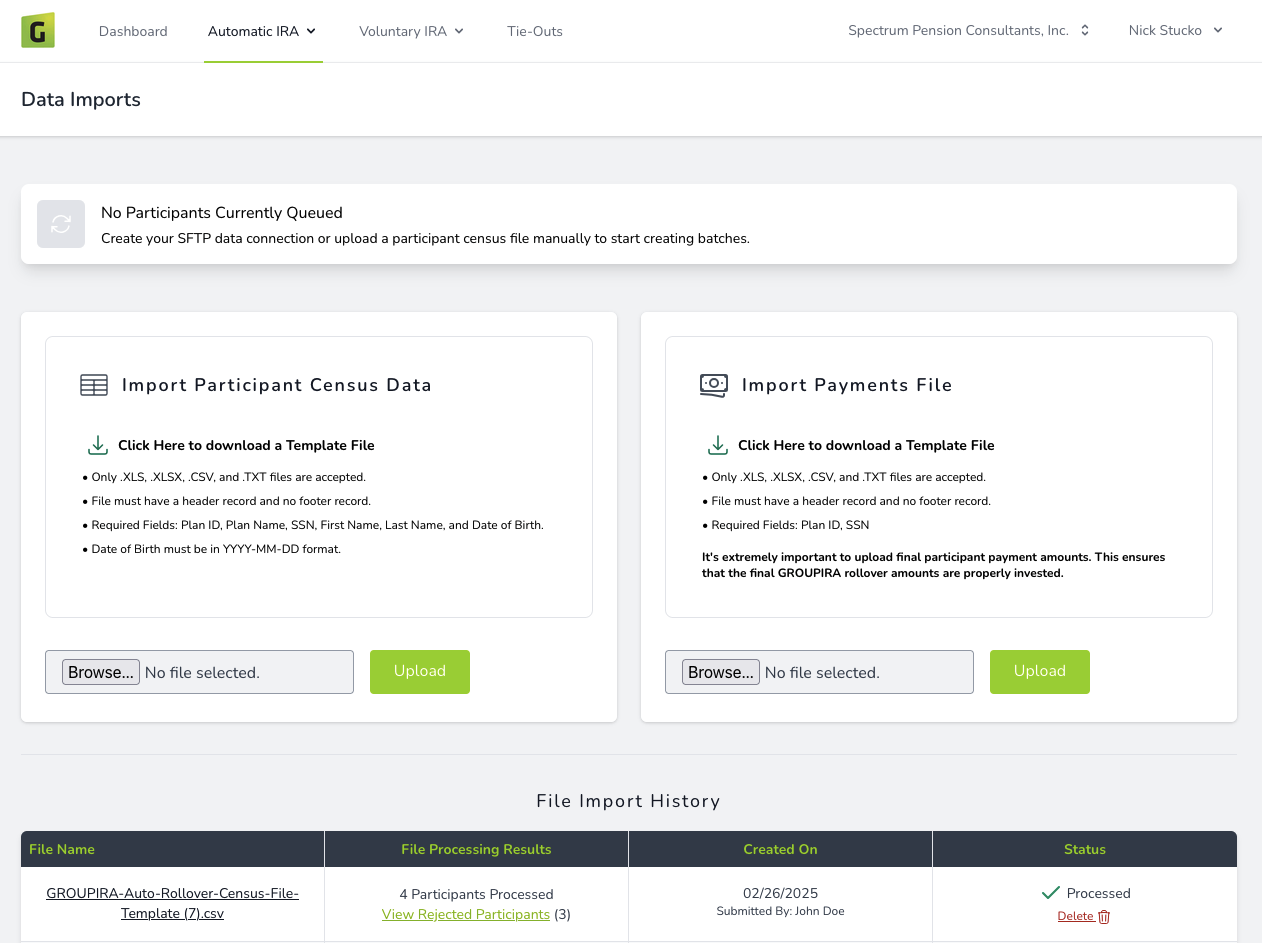 G
Dashboard
Automatic IRA
Voluntary IRA
Tie-Outs
Spectrum Pension Consultants, Inc.
Nick Stucko
Data Imports
No Participants Currently Queued
Create your SFTP data connection or upload a participant census file manually to start creating batches.
Import Participant Census Data
Click Here to download a Template File
• Only .XLS, .XLSX, .CSV, and .TXT files are accepted.
• File must have a header record and no footer record.
• Required Fields: Plan ID, Plan Name, SSN, First Name, Last Name, and Date of Birth.
• Date of Birth must be in YYYY-MM-DD format.
Browse... No file selected.
Upload
Import Payments File
Click Here to download a Template File
• Only .XLS, .XLSX, .CSV, and .TXT files are accepted.
• File must have a header record and no footer record.
• Required Fields: Plan ID, SSN
It's extremely important to upload final participant payment amounts. This ensures
that the final GROUPIRA rollover amounts are properly invested.
Browse... No file selected.
Upload
File Import History
File Name
File Processing Results
Created On
Status
GROUPIRA-Auto-Rollover-Census-File-
Template (7).csv
4 Participants Processed
View Rejected Participants (3)
02/26/2025
Submitted By: John Doe
Processed
Delete